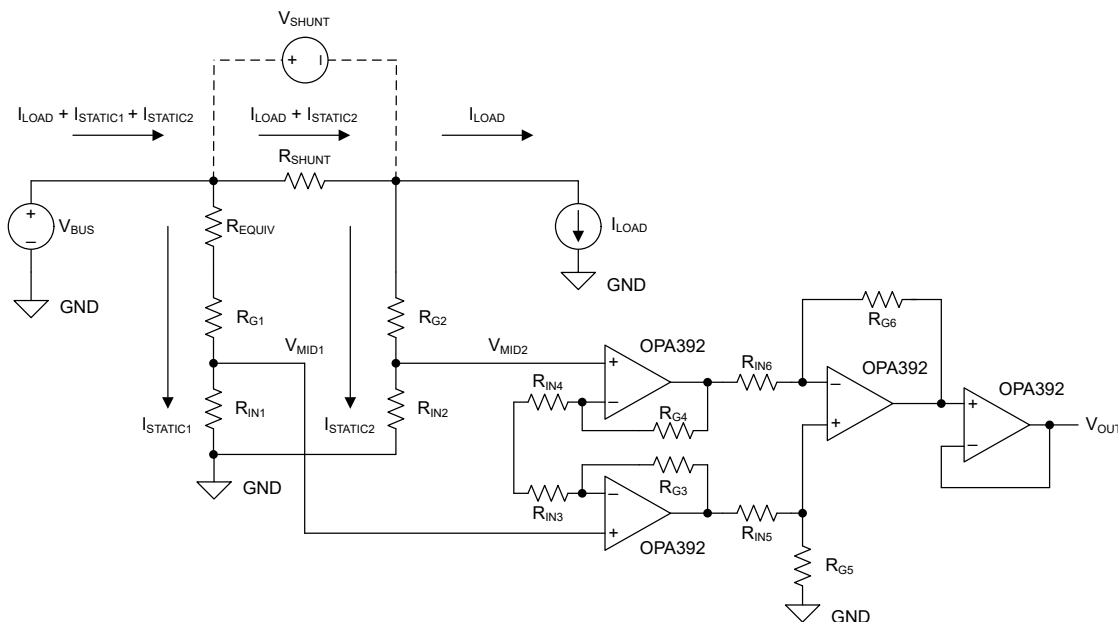 VSHUNT
+
−
ILOAD + ISTATIC1 + ISTATIC2
ILOAD + ISTATIC2
ILOAD
RSHUNT
+
−
VBUS
REQUIV
ILOAD
GND
GND
RG1
RG2
RG6
VMID1
VMID2
OPA392
+
−
RIN6
OPA392
−
+
OPA392
+
−
VOUT
RIN4
RG4
RIN1
RIN2
ISTATIC1
ISTATIC2
GND
RIN3
RG3
−
+
OPA392
RIN5
RG5
GND